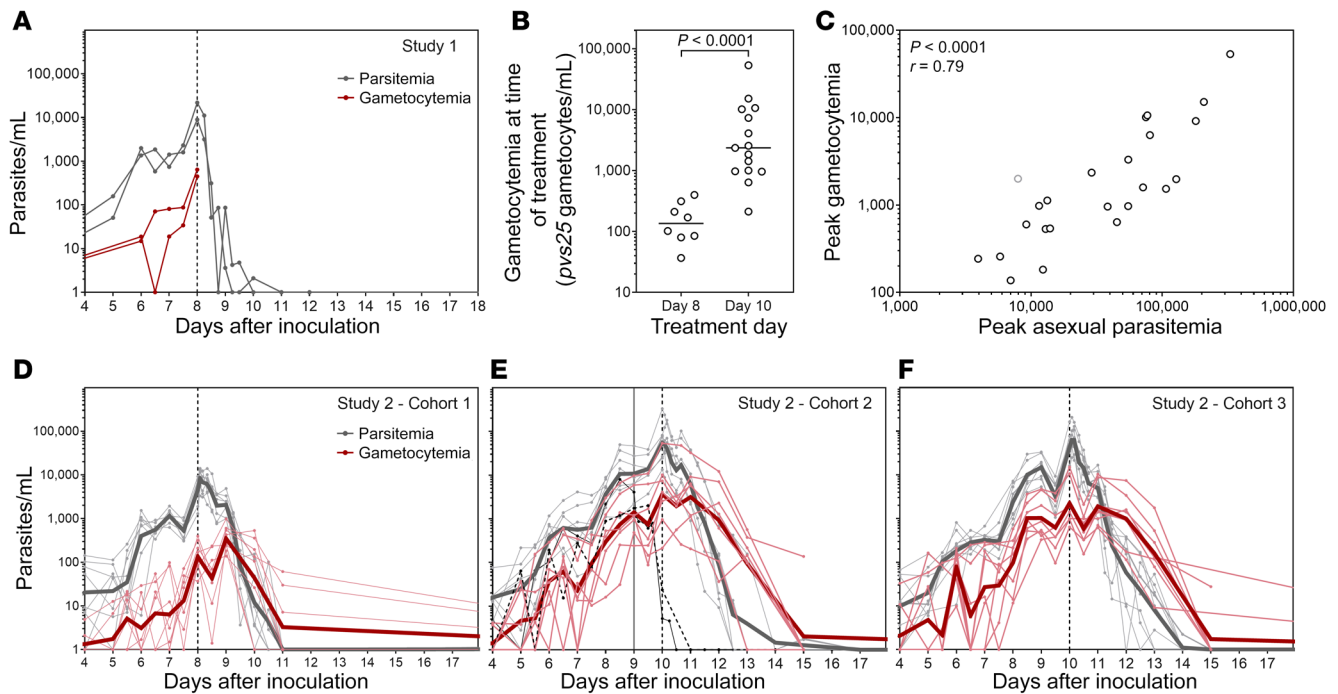 A
Study 1
Parsitemia
Gametocytemia
Parasites/mL
100,000
10,000
1,000
100
10
1
4 5 6 7 8 9 10 11 12 13 14 15 16 17 18
Days after inoculation
B
P < 0.0001
Gametocytemia at time
of treatment
(pvs25 gametocytes/mL)
100,000
10,000
1,000
100
10
Day 8 Day 10
Treatment day
C
P < 0.0001
r = 0.79
Peak gametocytemia
100,000
10,000
1,000
100
1,000 10,000 100,000 1,000,000
Peak asexual parasitemia
D
Study 2 - Cohort 1
Parsitemia
Gametocytemia
Parasites/mL
100,000
10,000
1,000
100
10
1
4 5 6 7 8 9 10 11 12 13 14 15 16 17
Days after inoculation
E
Study 2 - Cohort 2
4 5 6 7 8 9 10 11 12 13 14 15 16 17
Days after inoculation
F
Study 2 - Cohort 3
4 5 6 7 8 9 10 11 12 13 14 15 16 17
Days after inoculation